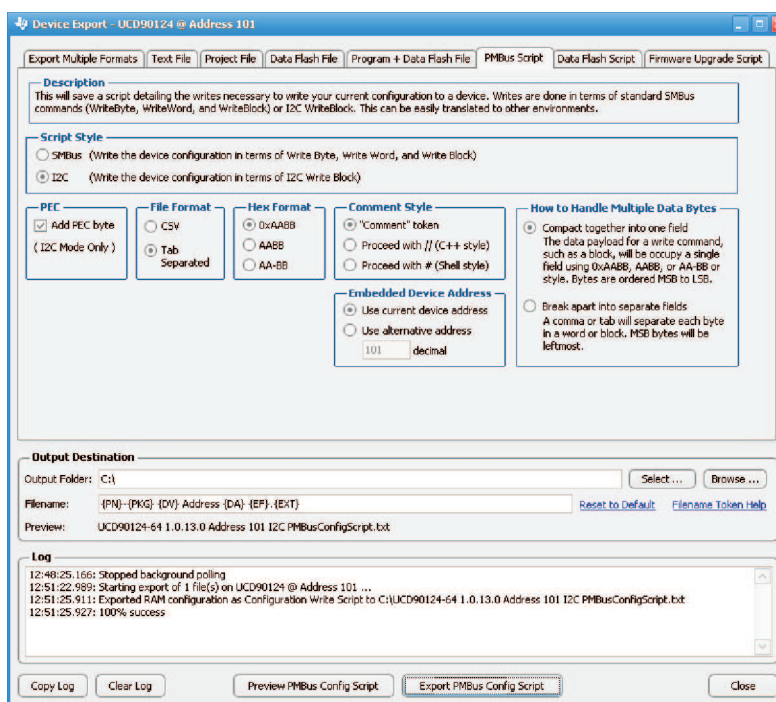 Device Export - UCD90124 @ Address 101
Export Multiple Formats Text File Project File Data Flash File Program + Data Flash File PMBus Script Data Flash Script Firmware Upgrade Script
Description
This will save a script detailing the writes necessary to write your current configuration to a device. Writes are done in terms of standard SMBus
commands (WriteByte, WriteWord, and WriteBlock) or I2C WriteBlock. This can be easily translated to other environments.
Script Style
SMBus (Write the device configuration in terms of Write Byte, Write Word, and Write Block)
I2C (Write the device configuration in terms of I2C Write Block)
PEC
Add PEC byte
( I2C Mode Only )
File Format
CSV
Tab
Separated
Hex Format
0xAABB
AABB
AA-BB
Comment Style
"Comment" token
Proceed with // (C++ style)
Proceed with # (Shell style)
Embedded Device Address
Use current device address
Use alternative address
101 decimal
How to Handle Multiple Data Bytes
Compact together into one field
The data payload for a write command,
such as a block, will be occupy a single
field using 0xAABB, AABB, or AA-BB or
style. Bytes are ordered MSB to LSB.
Break apart into separate fields
A comma or tab will separate each byte
in a word or block. MSB bytes will be
leftmost.
Output Destination
Output Folder: C:\ Select ... Browse ...
Filename: {PN}-{PKG} {DV} Address {DA} {EF}.{EXT} Reset to Default Filename Token Help
Preview: UCD90124-64 1.0.13.0 Address 101 I2C PMBusConfigScript.txt
Log
12:48:25.166: Stopped background polling
12:51:22.989: Starting export of 1 file(s) on UCD90124 @ Address 101 ...
12:51:25.911: Exported RAM configuration as Configuration Write Script to C:\UCD90124-64 1.0.13.0 Address 101 I2C PMBusConfigScript.txt
12:51:25.927: 100% success
Copy Log Clear Log Preview PMBus Config Script Export PMBus Config Script Close